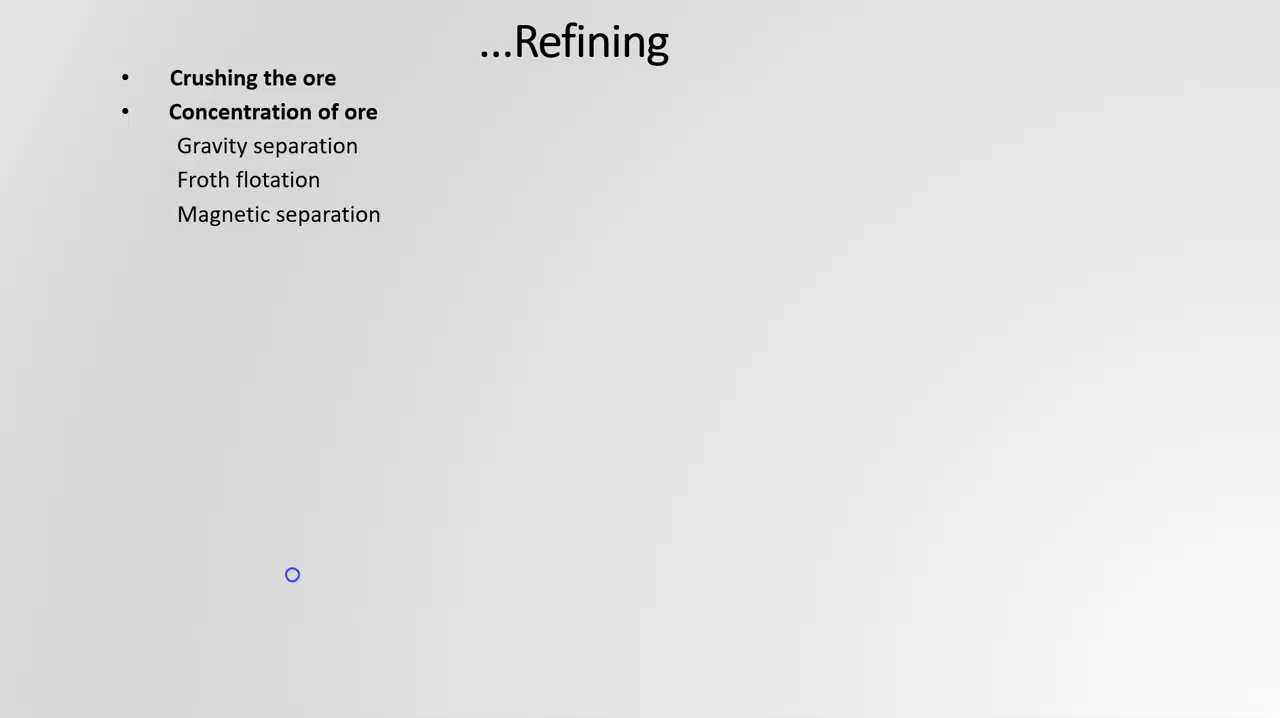 ...Refining
• Crushing the ore
• Concentration of ore
Gravity separation
Froth flotation
Magnetic separation